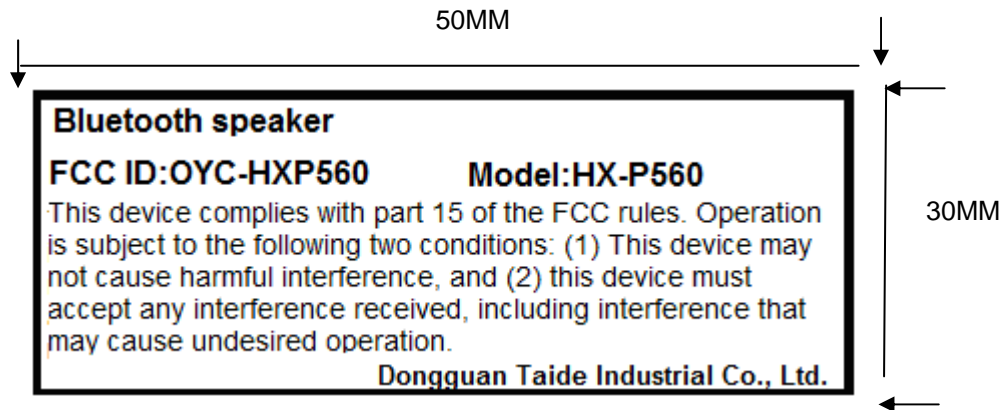 50MM
Bluetooth speaker
FCC ID:OYC-HXP560 Model:HX-P560
This device complies with part 15 of the FCC rules. Operation
is subject to the following two conditions: (1) This device may
not cause harmful interference, and (2) this device must
accept any interference received, including interference that
may cause undesired operation.
Dongguan Taide Industrial Co., Ltd.
30MM